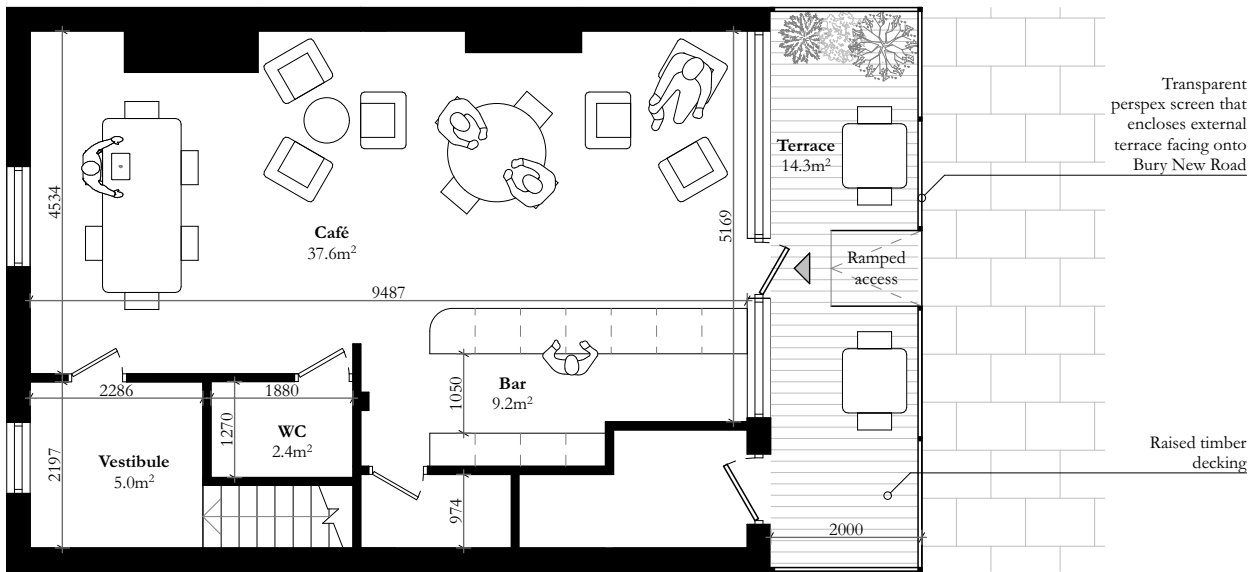 Transparent
perspex screen that
encloses external
terrace facing onto
Bury New Road
Terrace
14.3m²
4534
Café
37.6m²
5169
Ramped
access
9487
2286
1880
1050
Bar
9.2m²
1270
WC
2.4m²
2197
Vestibule
5.0m²
974
2000
Raised timber
decking